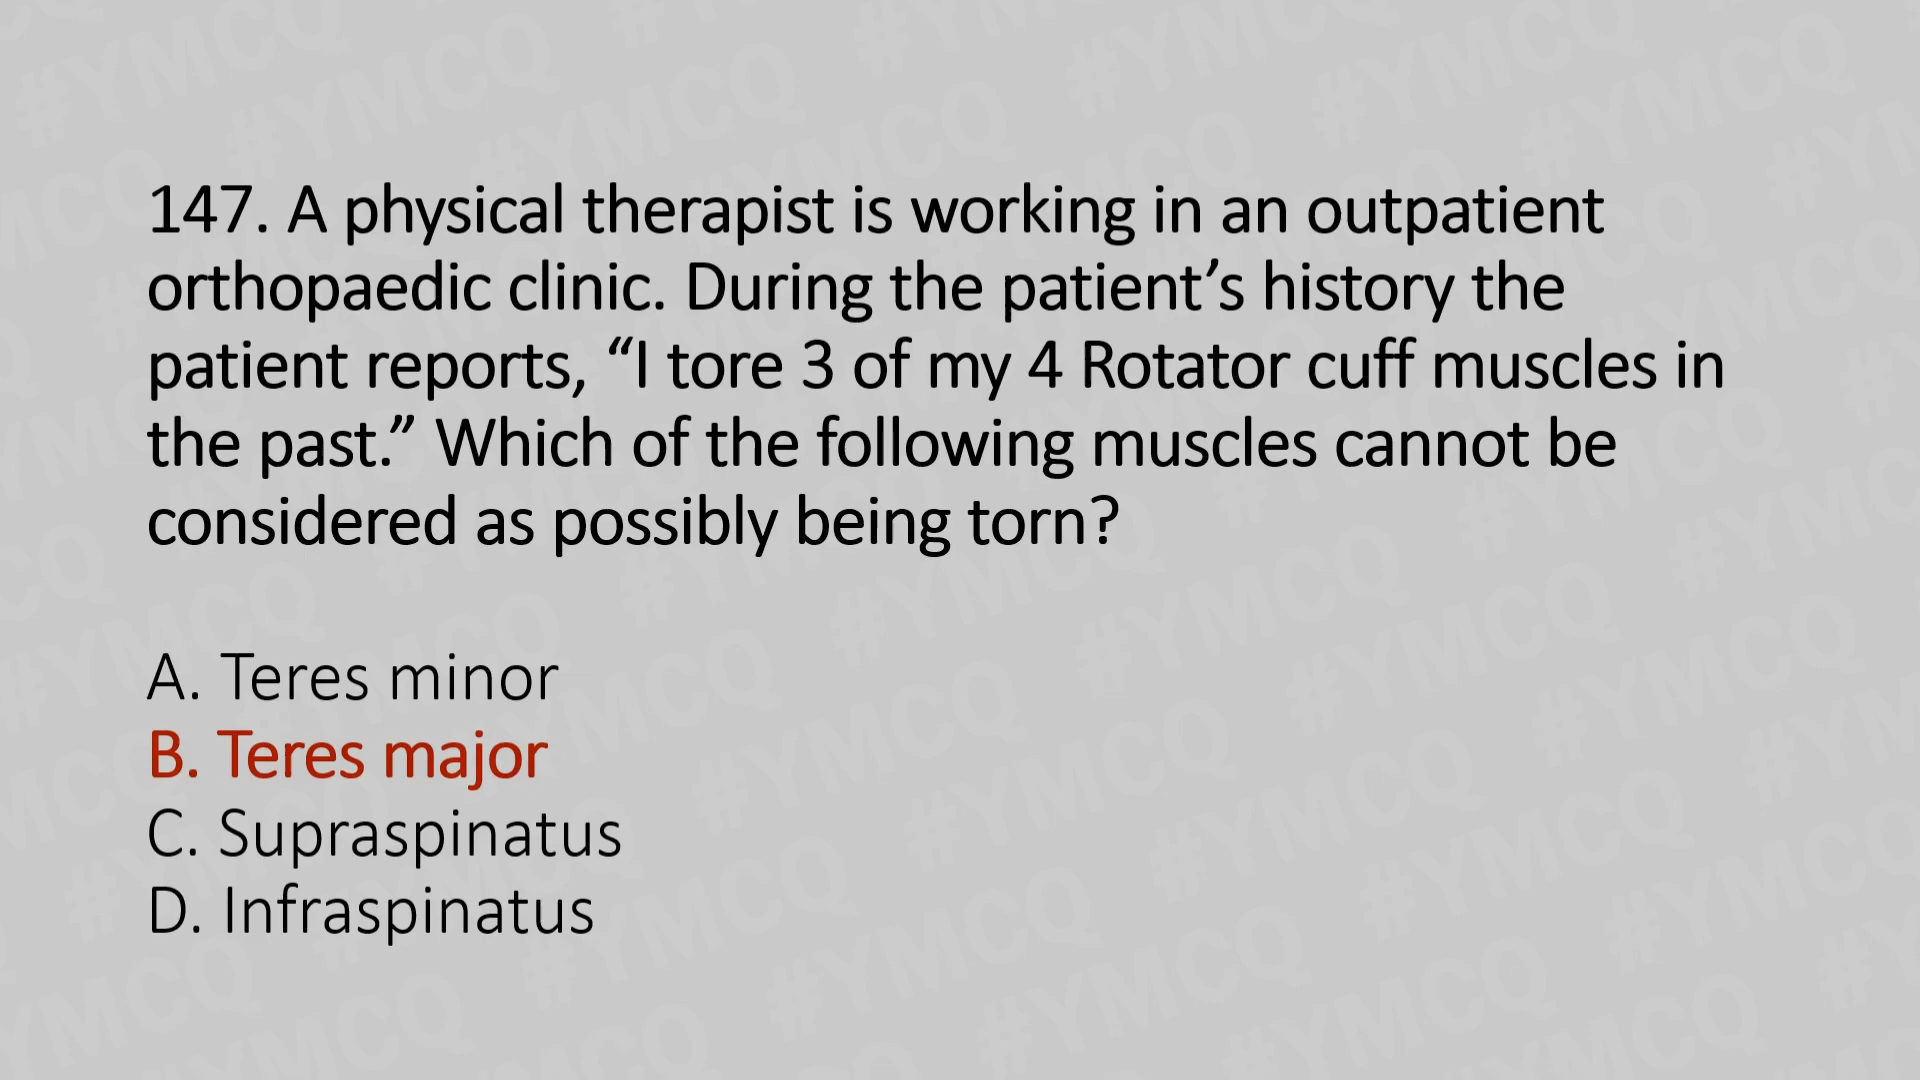 147. A physical therapist is working in an outpatient
orthopaedic clinic. During the patient’s history the
patient reports, “I tore 3 of my 4 Rotator cuff muscles in
the past.” Which of the following muscles cannot be
considered as possibly being torn?
A. Teres minor
B. Teres major
C. Supraspinatus
D. Infraspinatus
#YMCQ